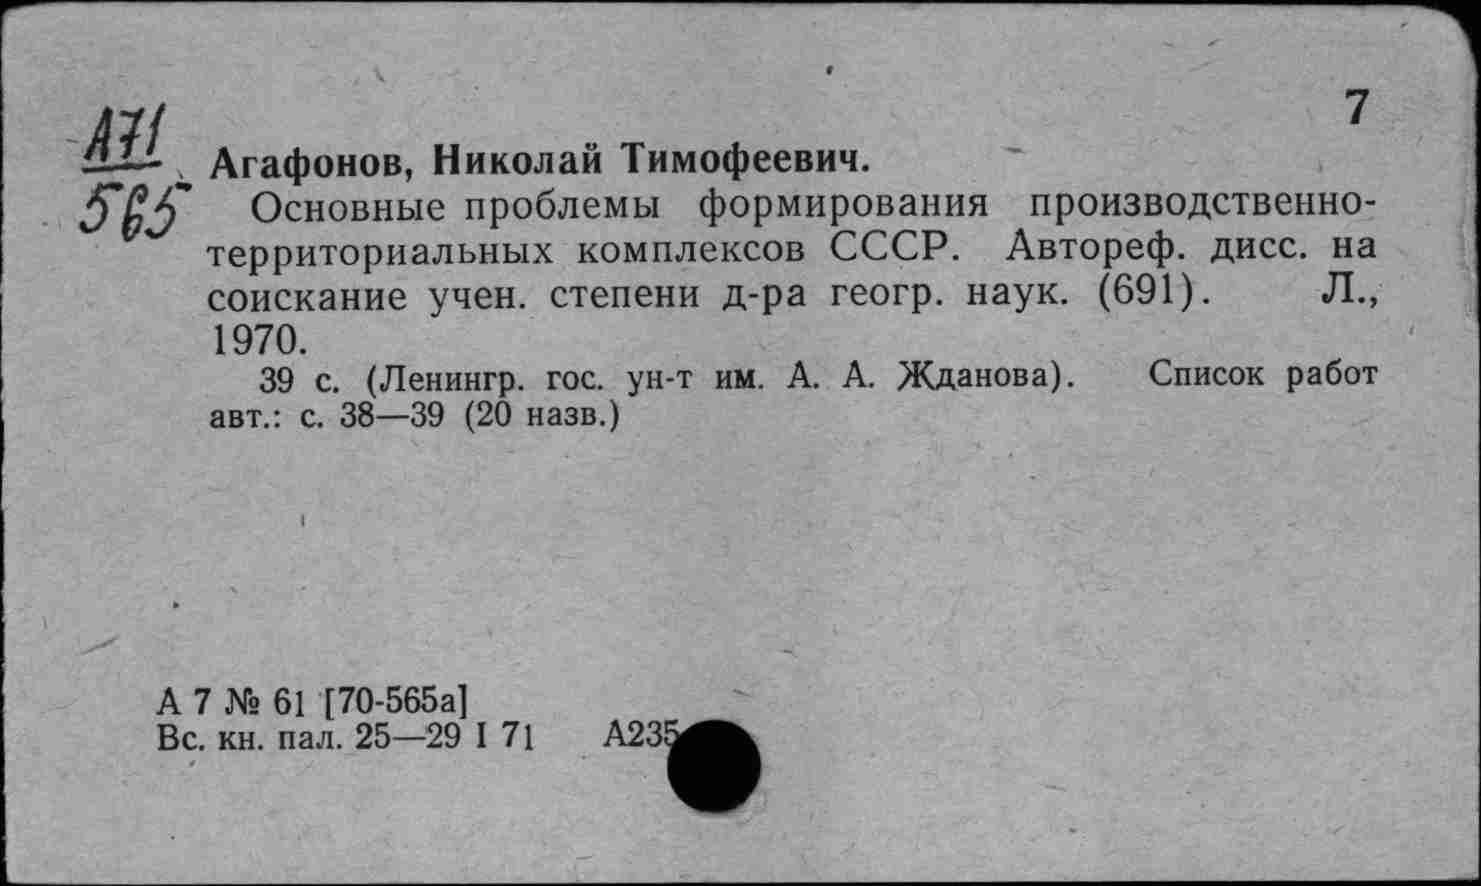 7
А71
565
Агафонов, Николай Тимофеевич.
Основные проблемы формирования производственно-
территориальных комплексов СССР. Автореф. дисс. на
соискание учен. степени д-ра геогр. наук. (691). Л.,
1970.
39 с. (Ленингр. гос. ун-т им. А. А. Жданова). Список работ
авт.: с. 38—39 (20 назв.)
А 7 № 61 [70-565а]
Вс. кн. пал. 25—29 I 71 А235